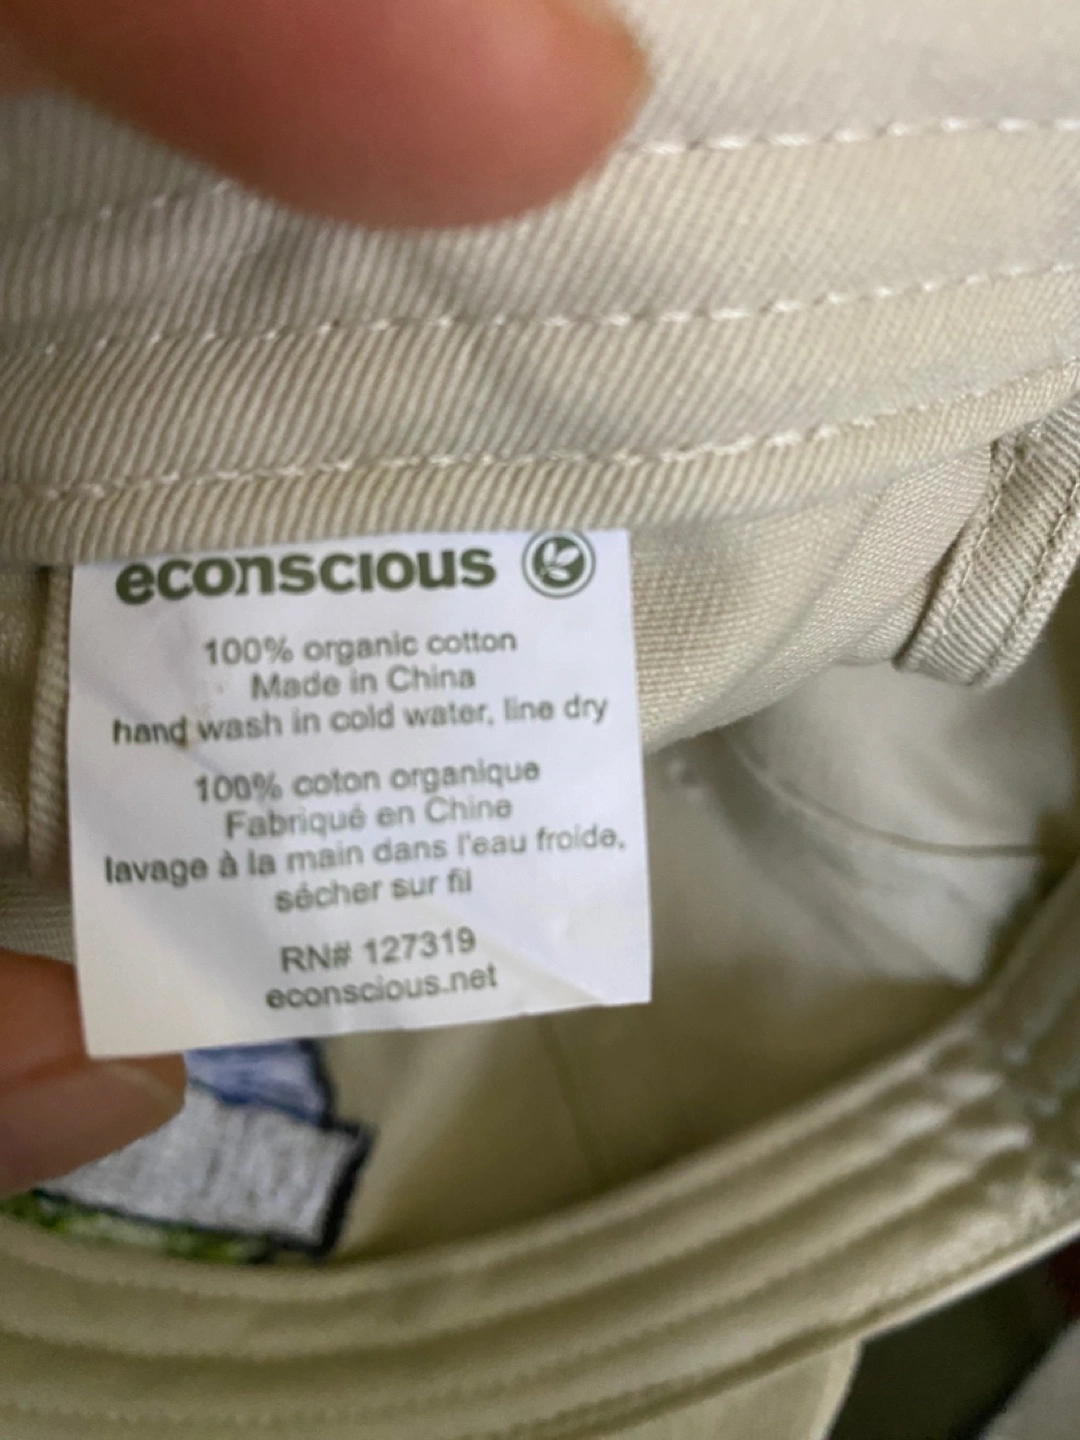 econscious
100% organic cotton
Made in China
hand wash in cold water, line dry
100% coton organique
Fabriqué en Chine
lavage à la main dans l'eau froide,
sécher sur fil
RN# 127319
econscious.net